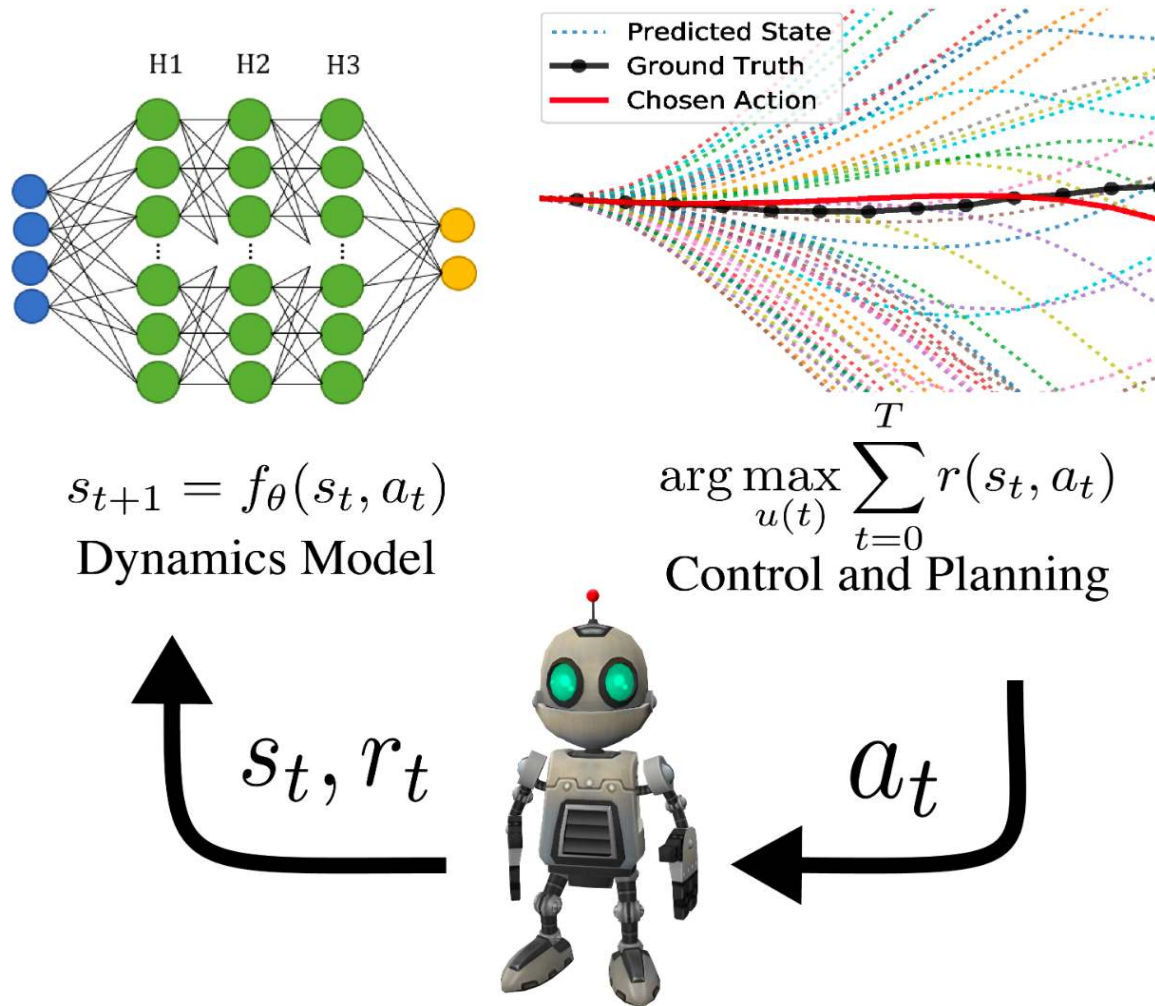 H1 H2 H3
Predicted State
Ground Truth
Chosen Action
s_{t+1} = f_θ(s_t, a_t)
Dynamics Model
arg max_{u(t)} ∑_{t=0}^{T} r(s_t, a_t)
Control and Planning
s_t, r_t
a_t